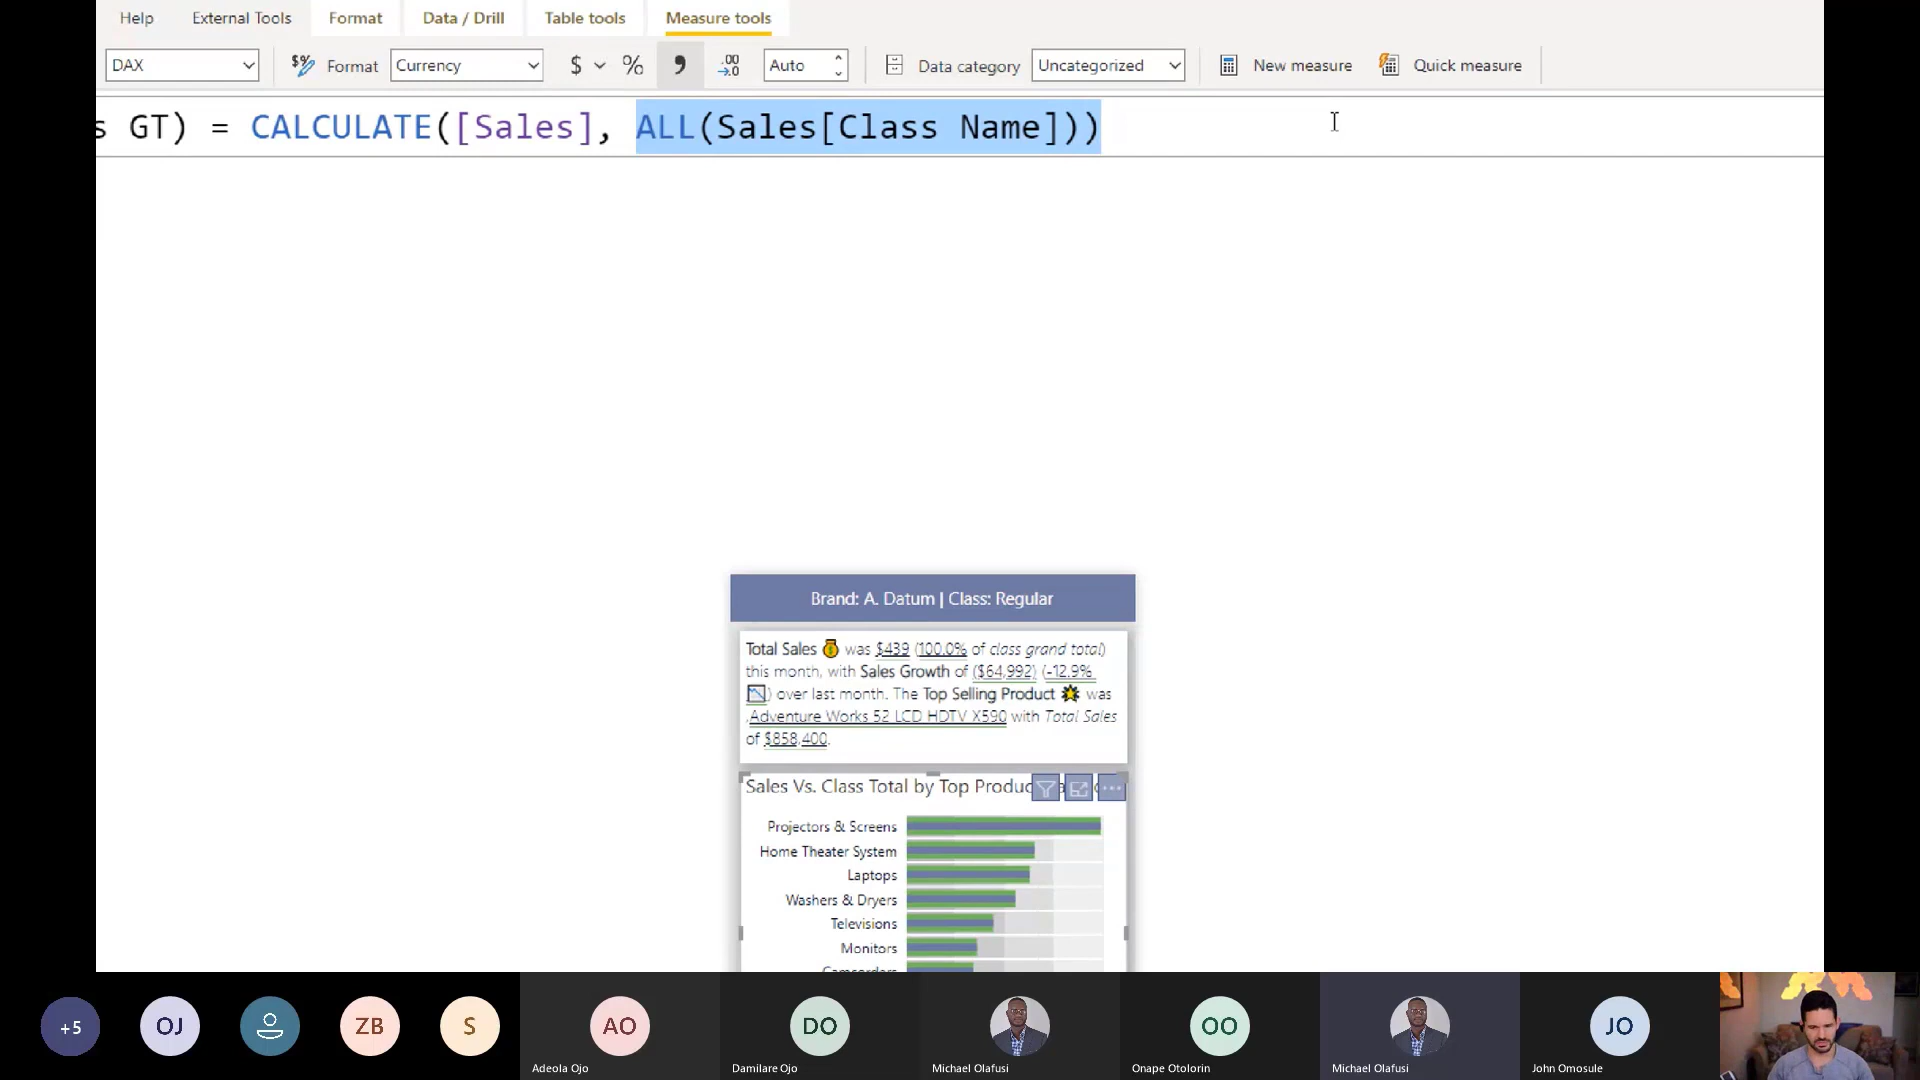 Help External Tools Format Data / Drill Table tools Measure tools
DAX Format Currency $ % , .00 →.0 Auto Data category Uncategorized New measure Quick measure
s GT) = CALCULATE([Sales], ALL(Sales[Class Name]))
Brand: A. Datum | Class: Regular
Total Sales 💰 was $439 (100.0% of class grand total)
this month, with Sales Growth of ($64,992) (-12.9%
) over last month. The Top Selling Product was
,Adventure Works 52 LCD HDTV X590 with Total Sales
of $858,400.
Sales Vs. Class Total by Top Produc
Projectors & Screens
Home Theater System
Laptops
Washers & Dryers
Televisions
Monitors
Camcorders
+5 OJ ZB S AO DO OO JO
Adeola Ojo Damilare Ojo Michael Olafusi Onape Otolorin Michael Olafusi John Omosule